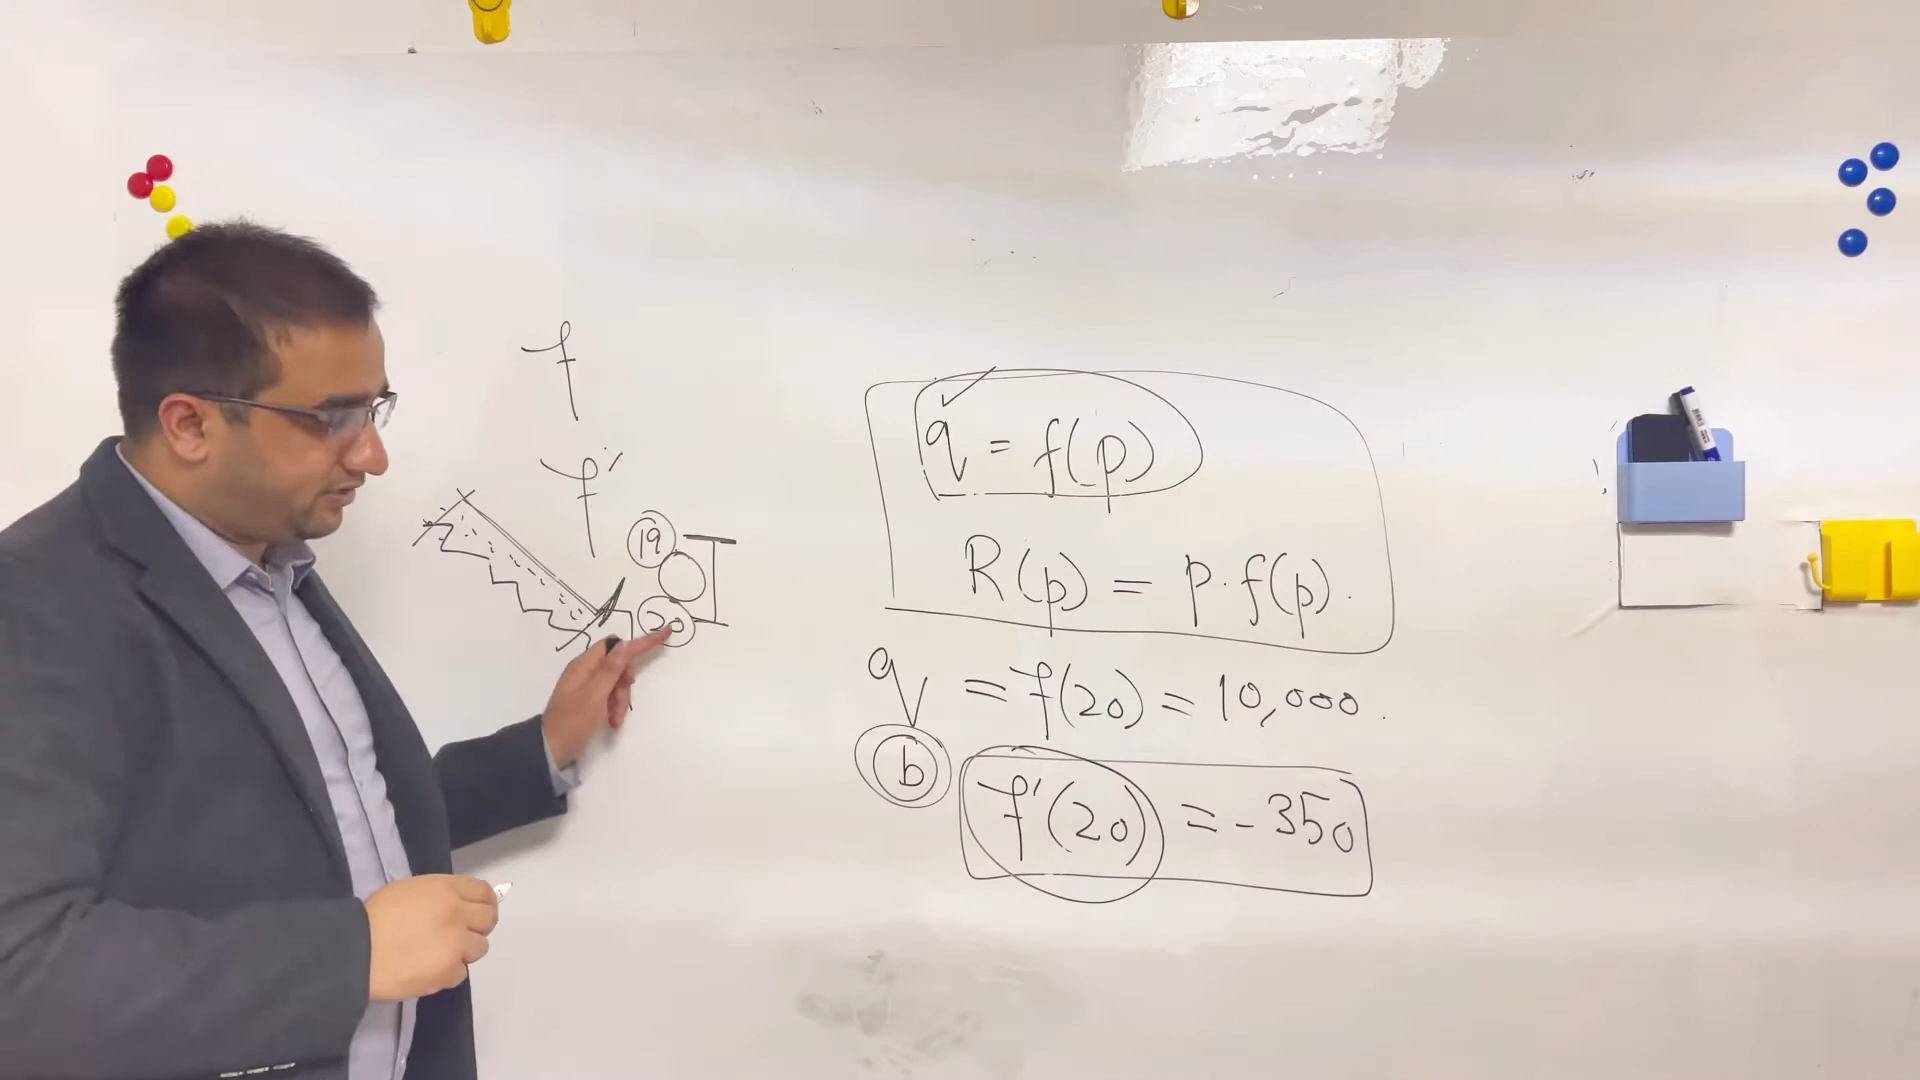 f
f'
19
20
q = f(p)
R(p) = p · f(p).
q = f(20) = 10,000.
b f'(20) = -350